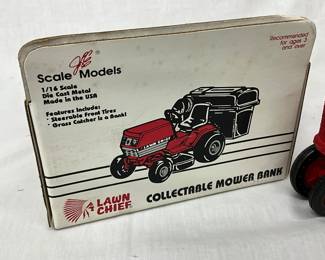 Scale Models
1/16 Scale
Die Cast Metal
Made in the USA
Features Include:
• Steerable Front Tires
• Grass Catcher is a Bank!
Recommended
for ages 3
and over
LAWN
CHIEF
COLLECTABLE MOWER BANK